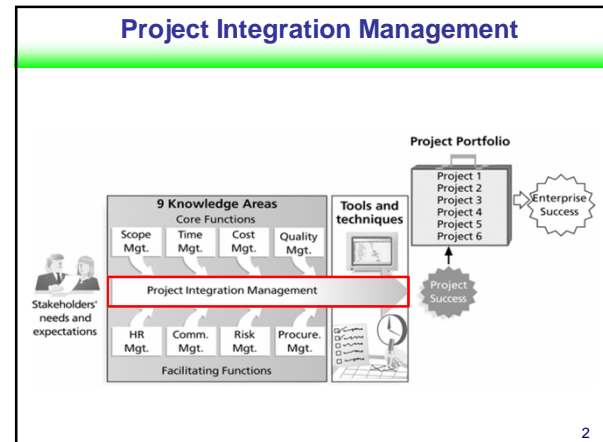 Project Integration Management
Project Portfolio
Project 1
Project 2
Project 3
Project 4
Project 5
Project 6
Enterprise
Success
9 Knowledge Areas
Core Functions
Tools and
techniques
Scope
Mgt.
Time
Mgt.
Cost
Mgt.
Quality
Mgt.
Project Integration Management
Project
Success
Stakeholders'
needs and
expectations
HR
Mgt.
Comm.
Mgt.
Risk
Mgt.
Procure.
Mgt.
Facilitating Functions
2